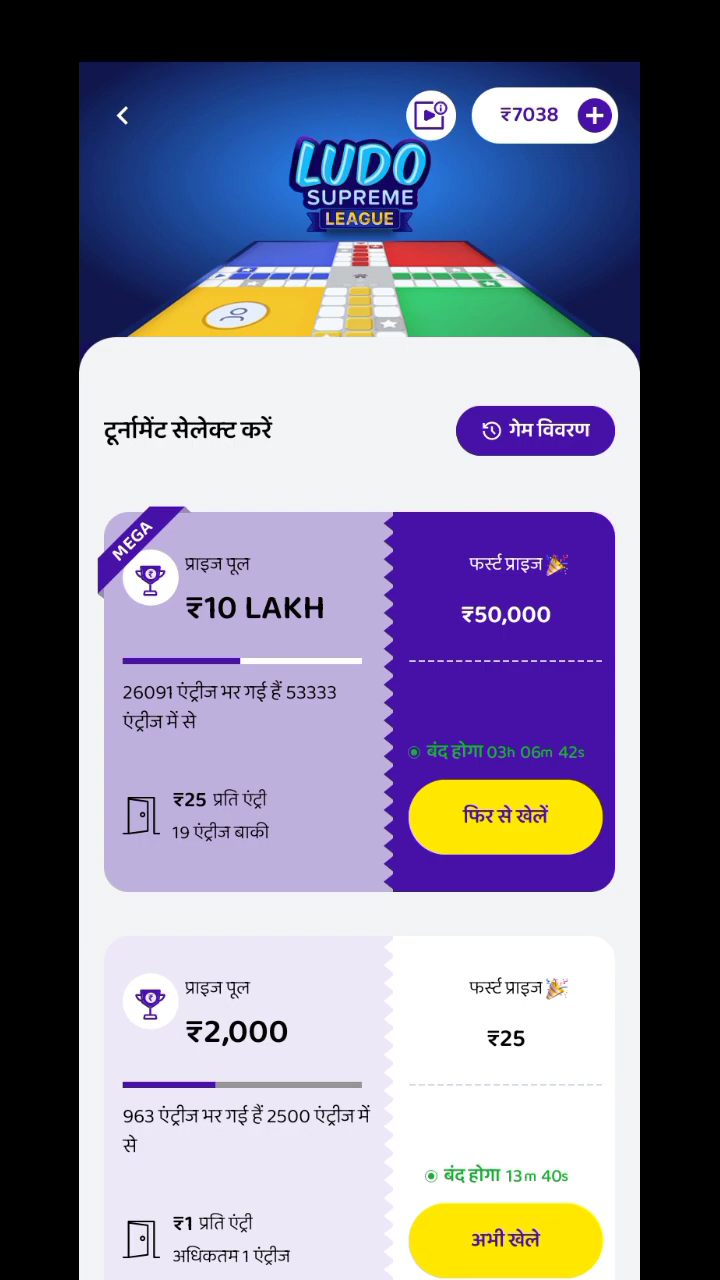 ₹7038
LUDO
SUPREME
LEAGUE
टूर्नामेंट सेलेक्ट करें
गेम विवरण
MEGA
प्राइज पूल
₹10 LAKH
26091 एंट्रीज भर गई हैं 53333
एंट्रीज में से
₹25 प्रति एंट्री
19 एंट्रीज बाकी
फर्स्ट प्राइज
₹50,000
बंद होगा 03h 06m 42s
फिर से खेलें
प्राइज पूल
₹2,000
963 एंट्रीज भर गई हैं 2500 एंट्रीज में
से
₹1 प्रति एंट्री
अधिकतम 1 एंट्रीज
फर्स्ट प्राइज
₹25
बंद होगा 13m 40s
अभी खेले